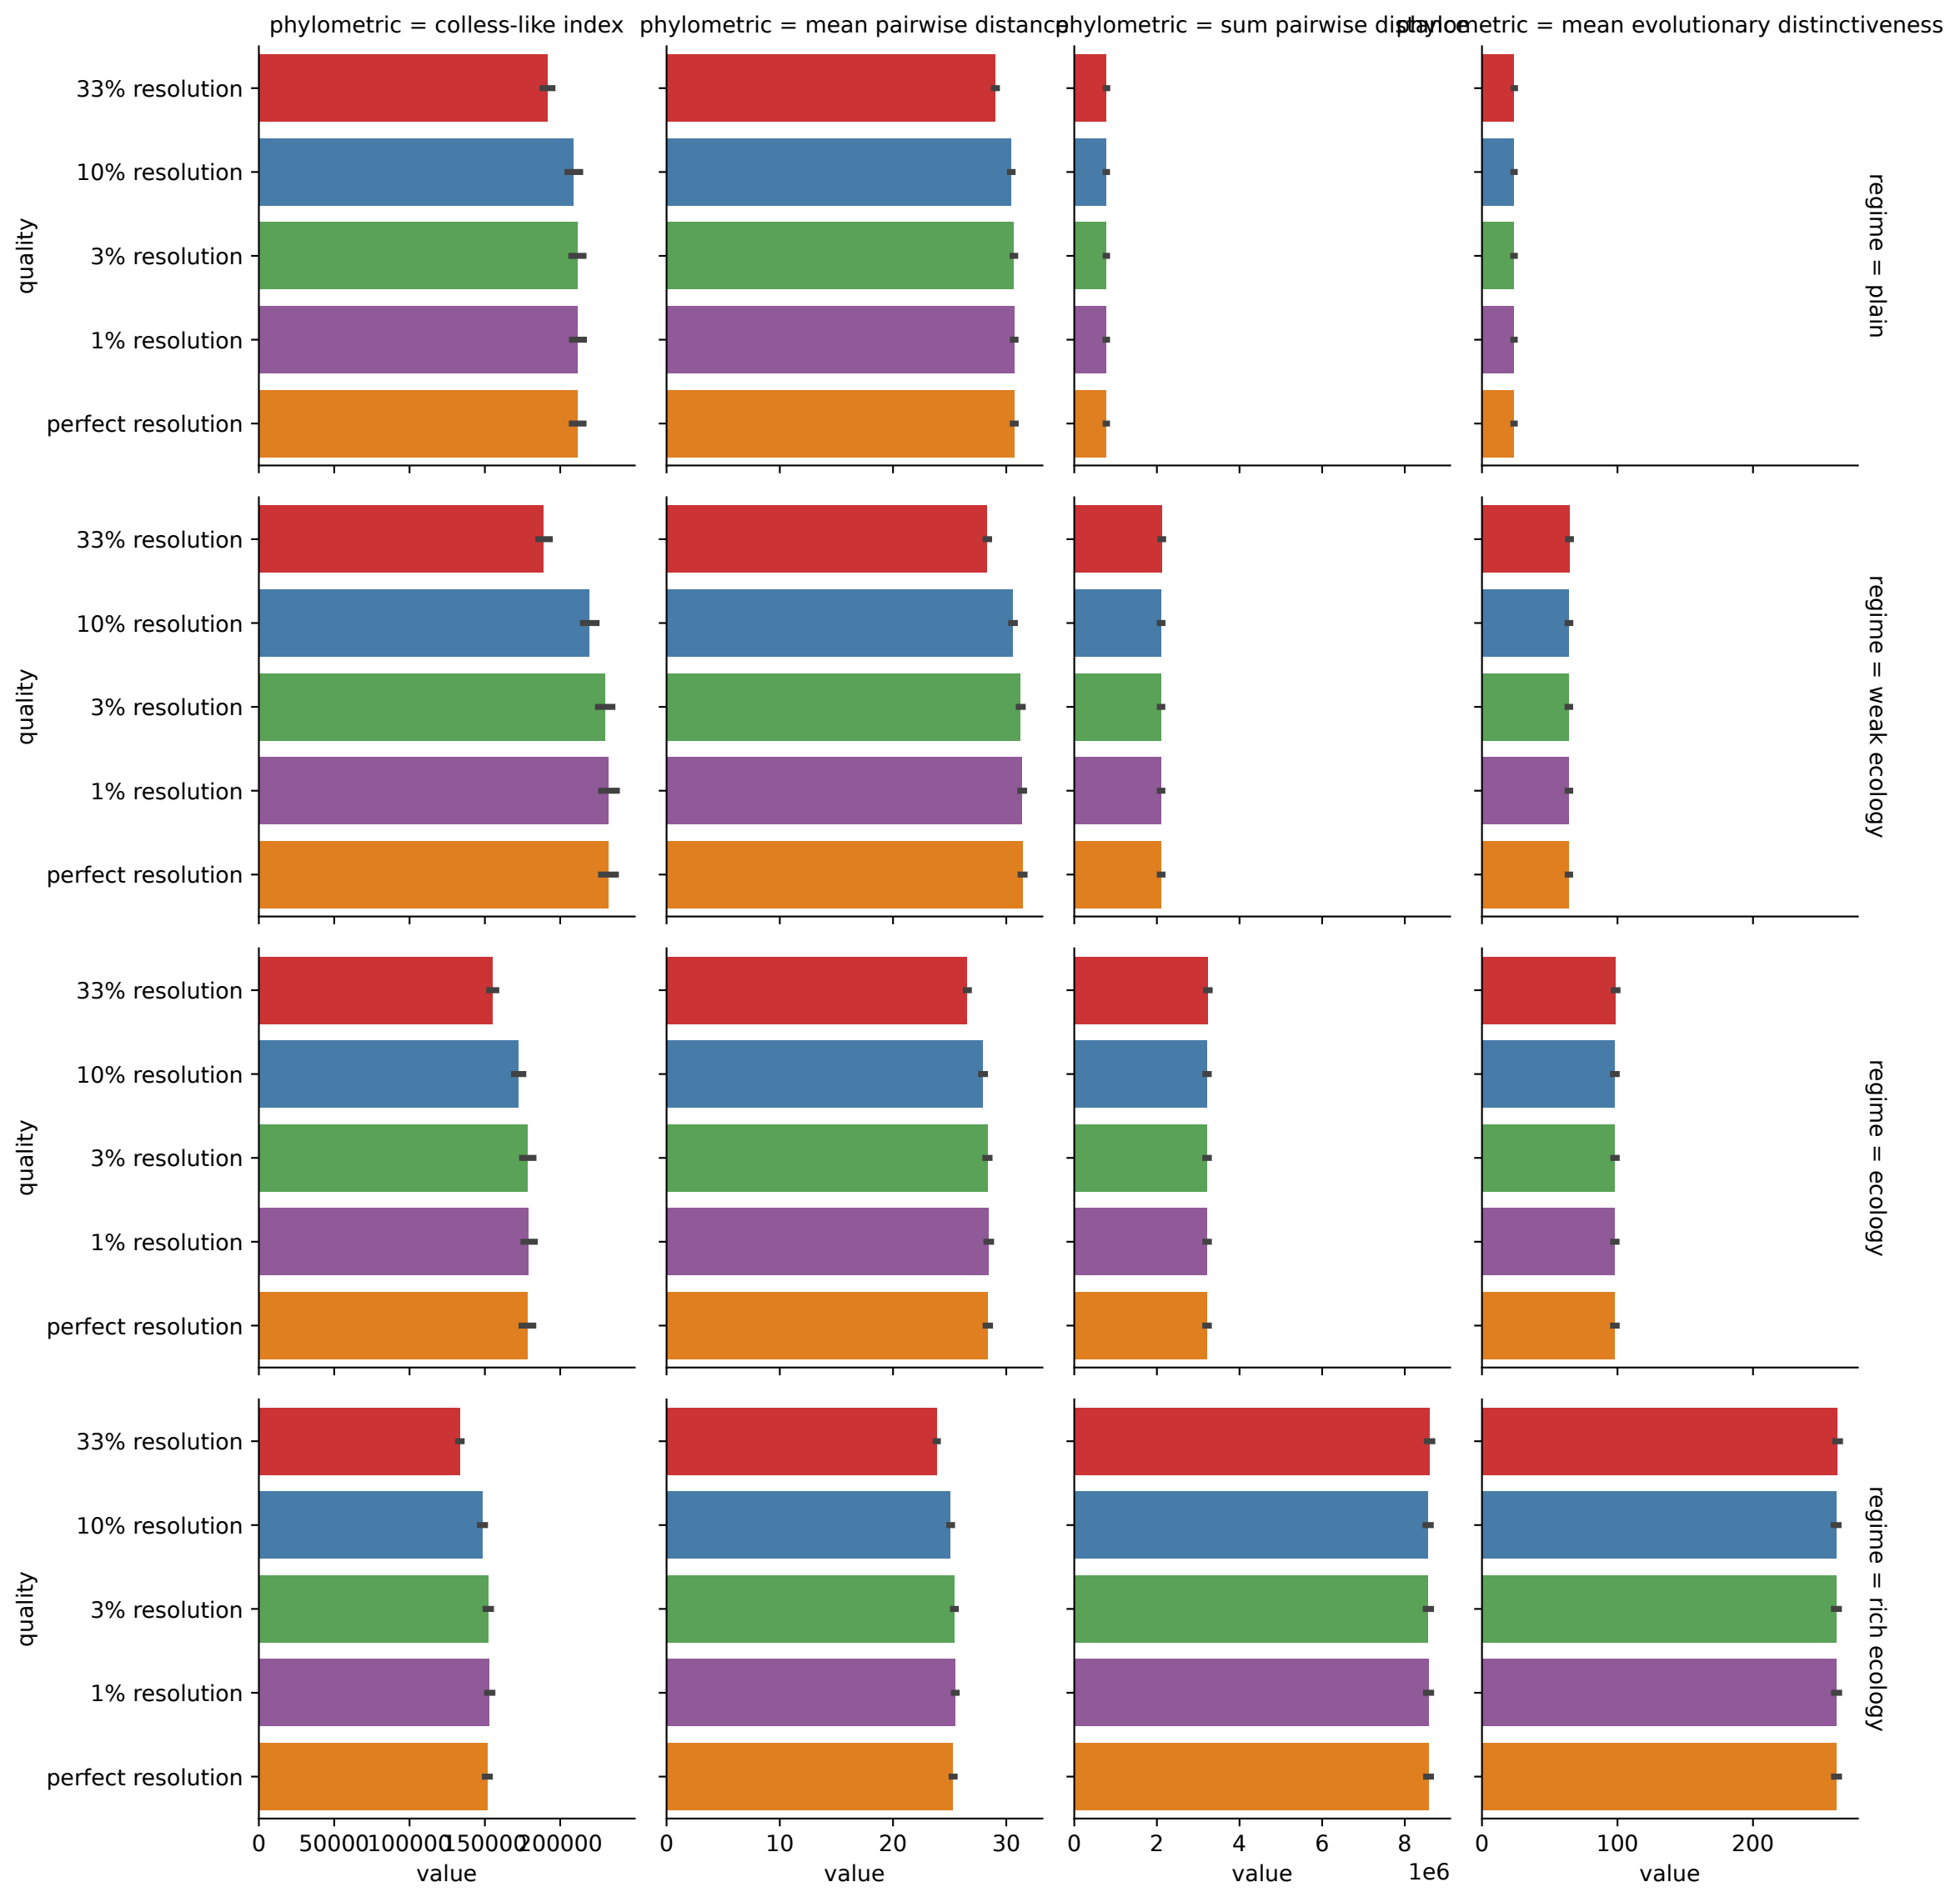 phylometric = colless-like index
phylometric = mean pairwise distance
phylometric = sum pairwise distance
phylometric = mean evolutionary distinctiveness
quality
33% resolution
10% resolution
3% resolution
1% resolution
perfect resolution
regime = plain
quality
33% resolution
10% resolution
3% resolution
1% resolution
perfect resolution
regime = weak ecology
quality
33% resolution
10% resolution
3% resolution
1% resolution
perfect resolution
regime = ecology
quality
33% resolution
10% resolution
3% resolution
1% resolution
perfect resolution
regime = rich ecology
0 50000 100000 150000 200000
value
0 10 20 30
value
0 2 4 6 8
1e6
value
0 100 200
value